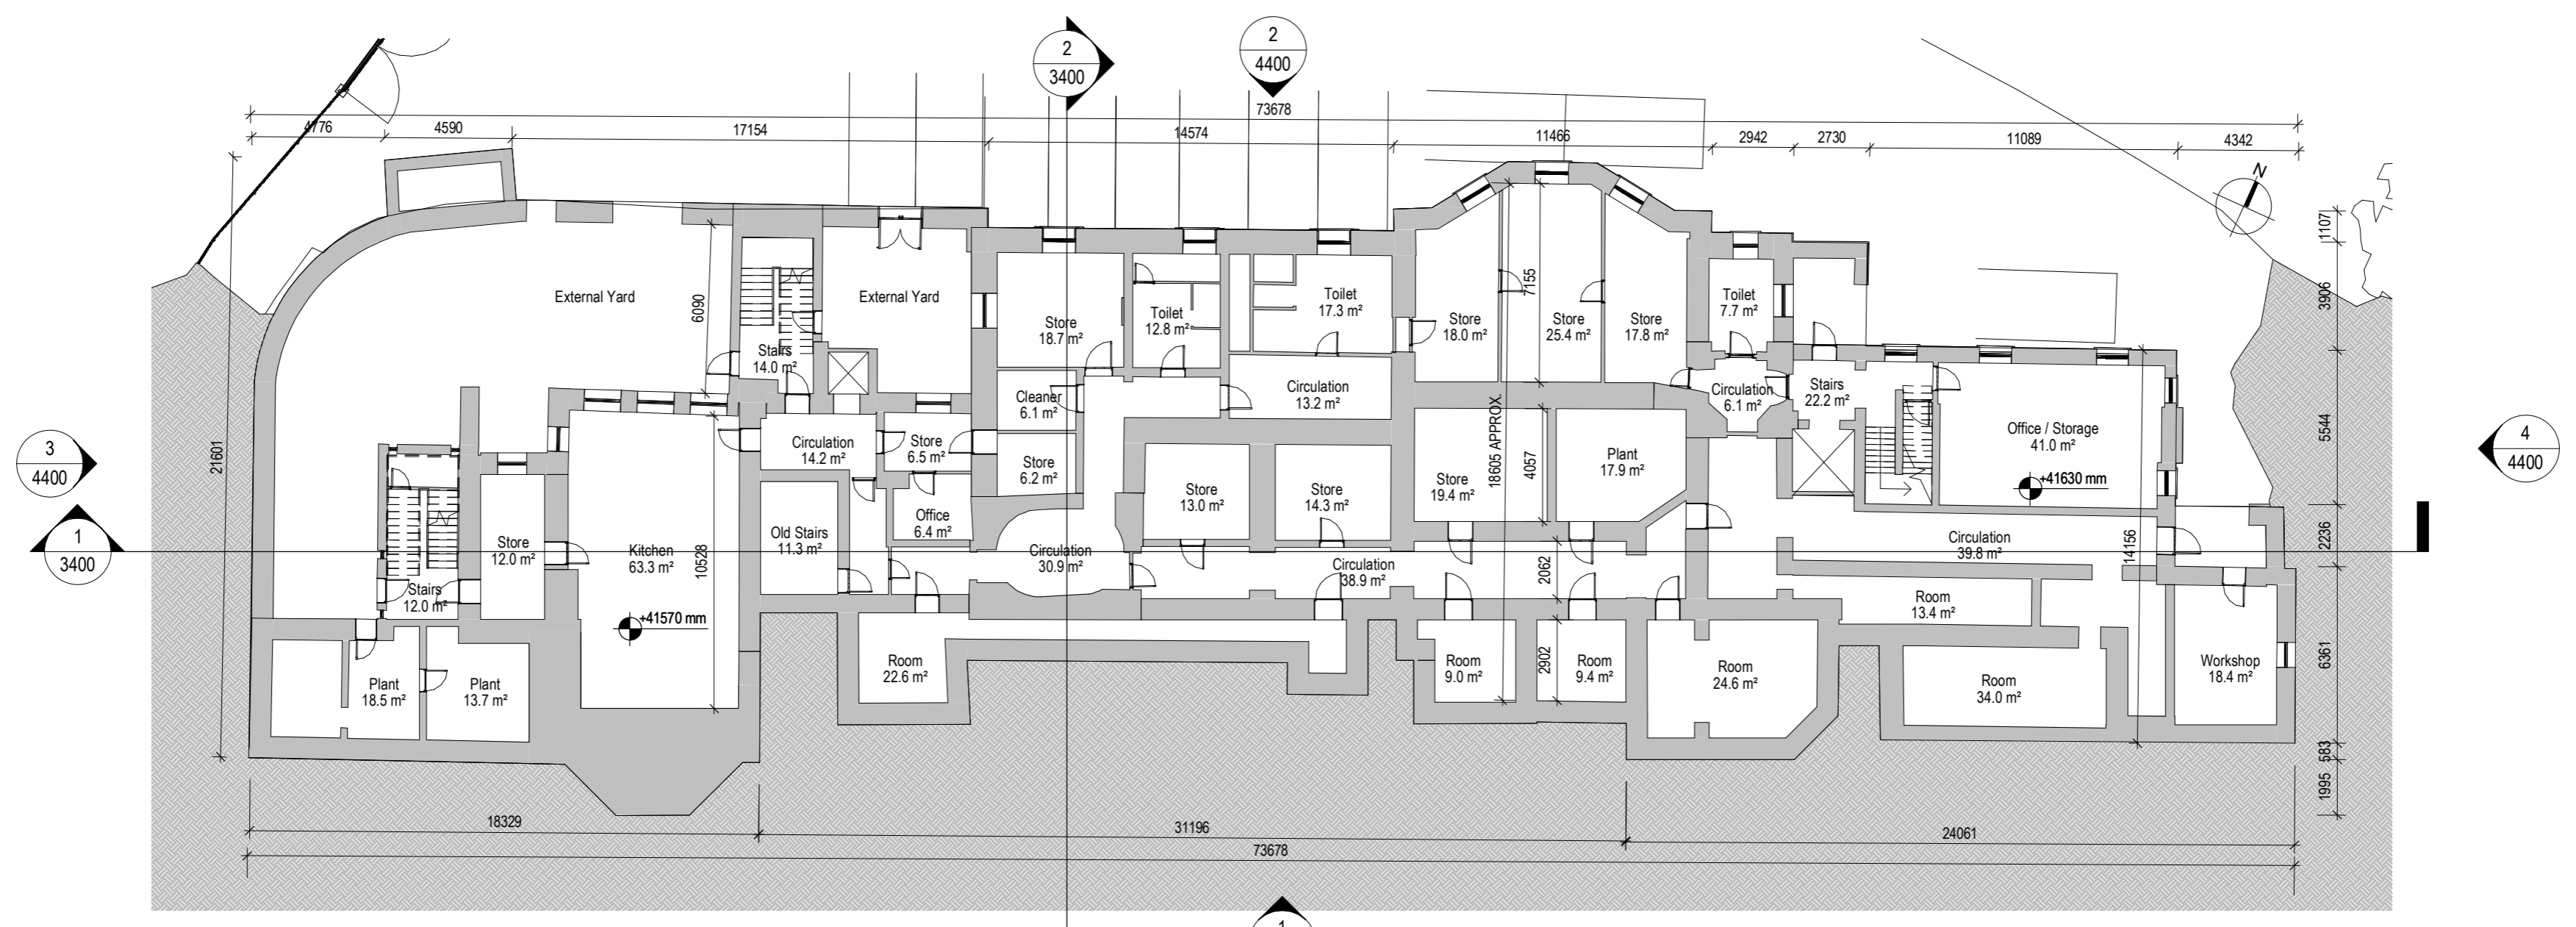 2
3400
2
4400
73678
4776
4590
17154
14574
11466
2942
2730
11089
4342
N
1107
3906
5544
2236
6361
583
1995
21601
External Yard
6090
Stairs
14.0 m²
External Yard
Store
18.7 m²
Toilet
12.8 m²
Toilet
17.3 m²
Store
18.0 m²
7155
Store
25.4 m²
Store
17.8 m²
Toilet
7.7 m²
Cleaner
6.1 m²
Circulation
13.2 m²
Circulation
6.1 m²
Stairs
22.2 m²
Office / Storage
41.0 m²
+41630 mm
3
4400
4
4400
1
3400
Circulation
14.2 m²
Store
6.5 m²
Store
6.2 m²
Store
13.0 m²
Store
14.3 m²
Store
19.4 m²
18605 APPROX.
4057
Plant
17.9 m²
Office
6.4 m²
Old Stairs
11.3 m²
Store
12.0 m²
Kitchen
63.3 m²
10528
+41570 mm
Circulation
30.9 m²
Circulation
38.9 m²
2062
Circulation
39.8 m²
14156
Stairs
12.0 m²
Room
13.4 m²
Plant
18.5 m²
Plant
13.7 m²
Room
22.6 m²
Room
9.0 m²
2902
Room
9.4 m²
Room
24.6 m²
Room
34.0 m²
Workshop
18.4 m²
18329
31196
24061
73678
1